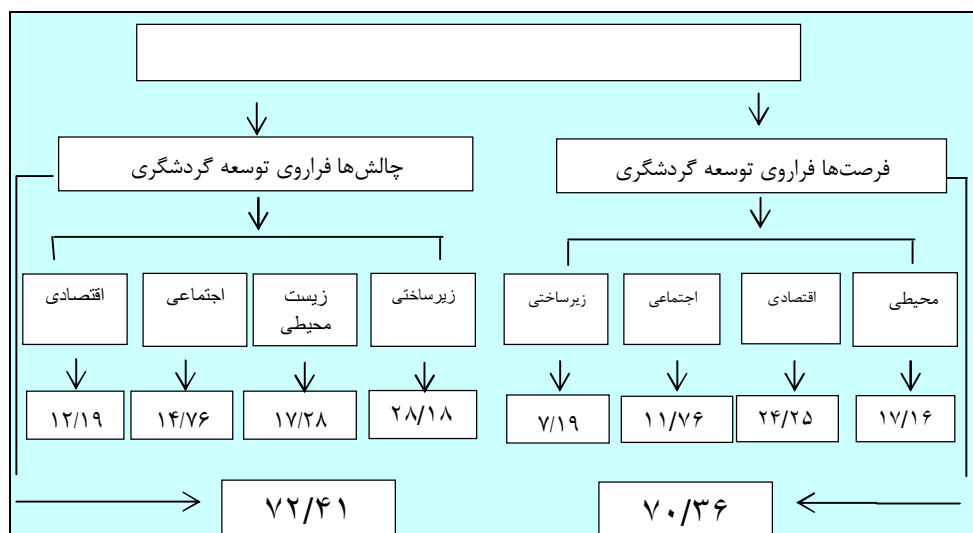 فرصت‌ها فراروی توسعه گردشگری
چالش‌ها فراروی توسعه گردشگری
محیطی
اقتصادی
اجتماعی
زیرساختی
زیرساختی
زیست
محیطی
اجتماعی
اقتصادی
۱۷/۱۶
۲۴/۲۵
۱۱/۷۶
۷/۱۹
۲۸/۱۸
۱۷/۲۸
۱۴/۷۶
۱۲/۱۹
۷۰/۳۶
۷۲/۴۱